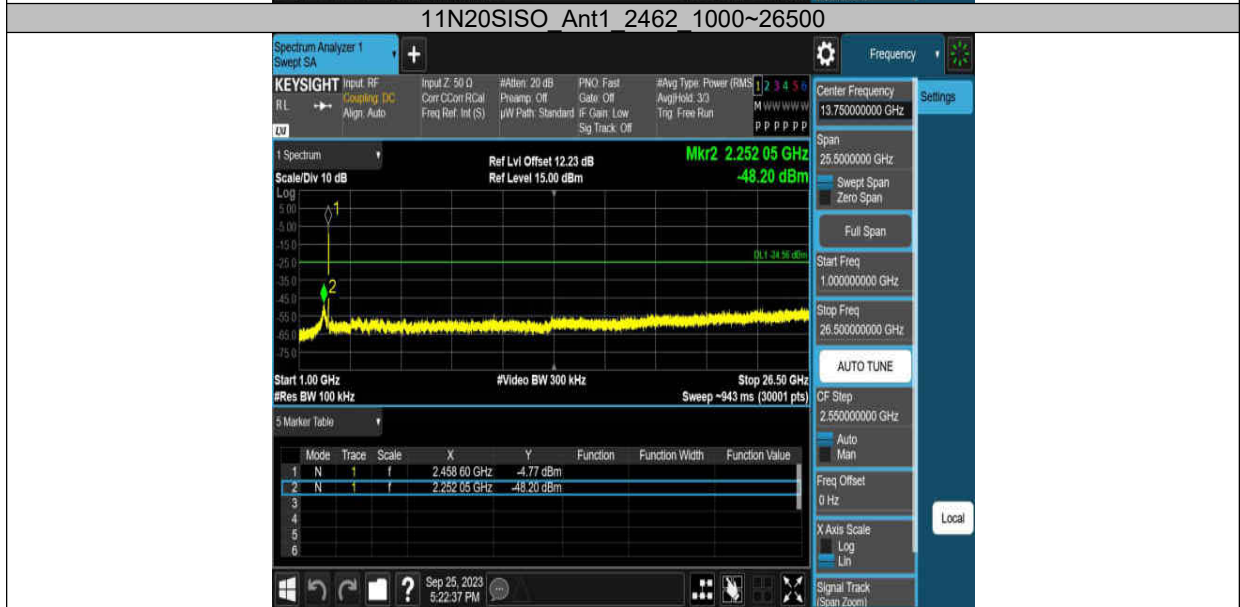 11N20SISO_Ant1_2462_1000~26500
Spectrum Analyzer 1
Swept SA
+
Frequency
KEYSIGHT
RL
LXI
Input: RF
Coupling: DC
Align: Auto
Input Z: 50 Ω
Corr CCorr RCal
Freq Ref: Int (S)
#Atten: 20 dB
Preamp: Off
µW Path: Standard
PNO: Fast
Gate: Off
IF Gain: Low
Sig Track: Off
#Avg Type: Power (RMS
Avg|Hold: 3/3
Trig: Free Run
1 2 3 4 5 6
M W W W W W
P P P P P P
Center Frequency
13.750000000 GHz
Settings
1 Spectrum
Scale/Div 10 dB
Ref Lvl Offset 12.23 dB
Ref Level 15.00 dBm
Mkr2 2.252 05 GHz
-48.20 dBm
Span
25.5000000 GHz
Swept Span
Zero Span
Full Span
Start Freq
1.000000000 GHz
Stop Freq
26.500000000 GHz
AUTO TUNE
Log
5.00
-5.00
-15.0
-25.0
-35.0
-45.0
-55.0
-65.0
-75.0
1
2
DL1 -24.56 dBm
Start 1.00 GHz
#Res BW 100 kHz
#Video BW 300 kHz
Stop 26.50 GHz
Sweep ~943 ms (30001 pts)
CF Step
2.550000000 GHz
Auto
Man
5 Marker Table
Mode Trace Scale X Y Function Function Width Function Value
1 N 1 f 2.458 60 GHz -4.77 dBm
2 N 1 f 2.252 05 GHz -48.20 dBm
3
4
5
6
Freq Offset
0 Hz
X Axis Scale
Log
Lin
Local
Signal Track
(Span Zoom)
?
Sep 25, 2023
5:22:37 PM